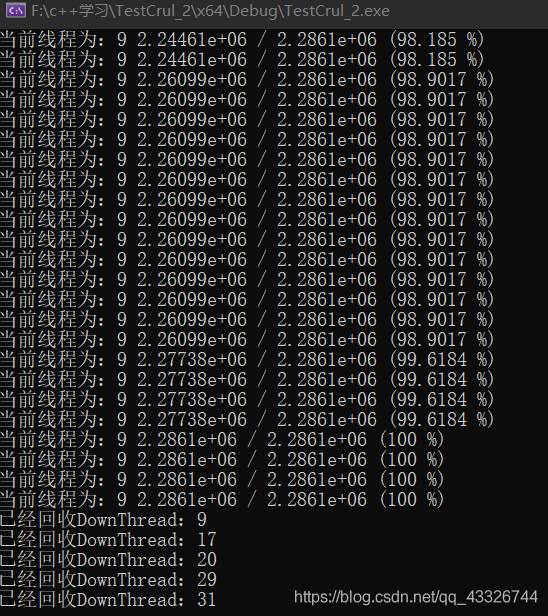 F:\c++学习\TestCrul_2\x64\Debug\TestCrul_2.exe
当前线程为：9 2.24461e+06 / 2.2861e+06 (98.185 %)
当前线程为：9 2.24461e+06 / 2.2861e+06 (98.185 %)
当前线程为：9 2.26099e+06 / 2.2861e+06 (98.9017 %)
当前线程为：9 2.26099e+06 / 2.2861e+06 (98.9017 %)
当前线程为：9 2.26099e+06 / 2.2861e+06 (98.9017 %)
当前线程为：9 2.26099e+06 / 2.2861e+06 (98.9017 %)
当前线程为：9 2.26099e+06 / 2.2861e+06 (98.9017 %)
当前线程为：9 2.26099e+06 / 2.2861e+06 (98.9017 %)
当前线程为：9 2.26099e+06 / 2.2861e+06 (98.9017 %)
当前线程为：9 2.26099e+06 / 2.2861e+06 (98.9017 %)
当前线程为：9 2.26099e+06 / 2.2861e+06 (98.9017 %)
当前线程为：9 2.26099e+06 / 2.2861e+06 (98.9017 %)
当前线程为：9 2.26099e+06 / 2.2861e+06 (98.9017 %)
当前线程为：9 2.26099e+06 / 2.2861e+06 (98.9017 %)
当前线程为：9 2.26099e+06 / 2.2861e+06 (98.9017 %)
当前线程为：9 2.26099e+06 / 2.2861e+06 (98.9017 %)
当前线程为：9 2.27738e+06 / 2.2861e+06 (99.6184 %)
当前线程为：9 2.27738e+06 / 2.2861e+06 (99.6184 %)
当前线程为：9 2.27738e+06 / 2.2861e+06 (99.6184 %)
当前线程为：9 2.27738e+06 / 2.2861e+06 (99.6184 %)
当前线程为：9 2.2861e+06 / 2.2861e+06 (100 %)
当前线程为：9 2.2861e+06 / 2.2861e+06 (100 %)
当前线程为：9 2.2861e+06 / 2.2861e+06 (100 %)
当前线程为：9 2.2861e+06 / 2.2861e+06 (100 %)
已经回收DownThread：9
已经回收DownThread：17
已经回收DownThread：20
已经回收DownThread：29
已经回收DownThread：31
https://blog.csdn.net/qq_43326744